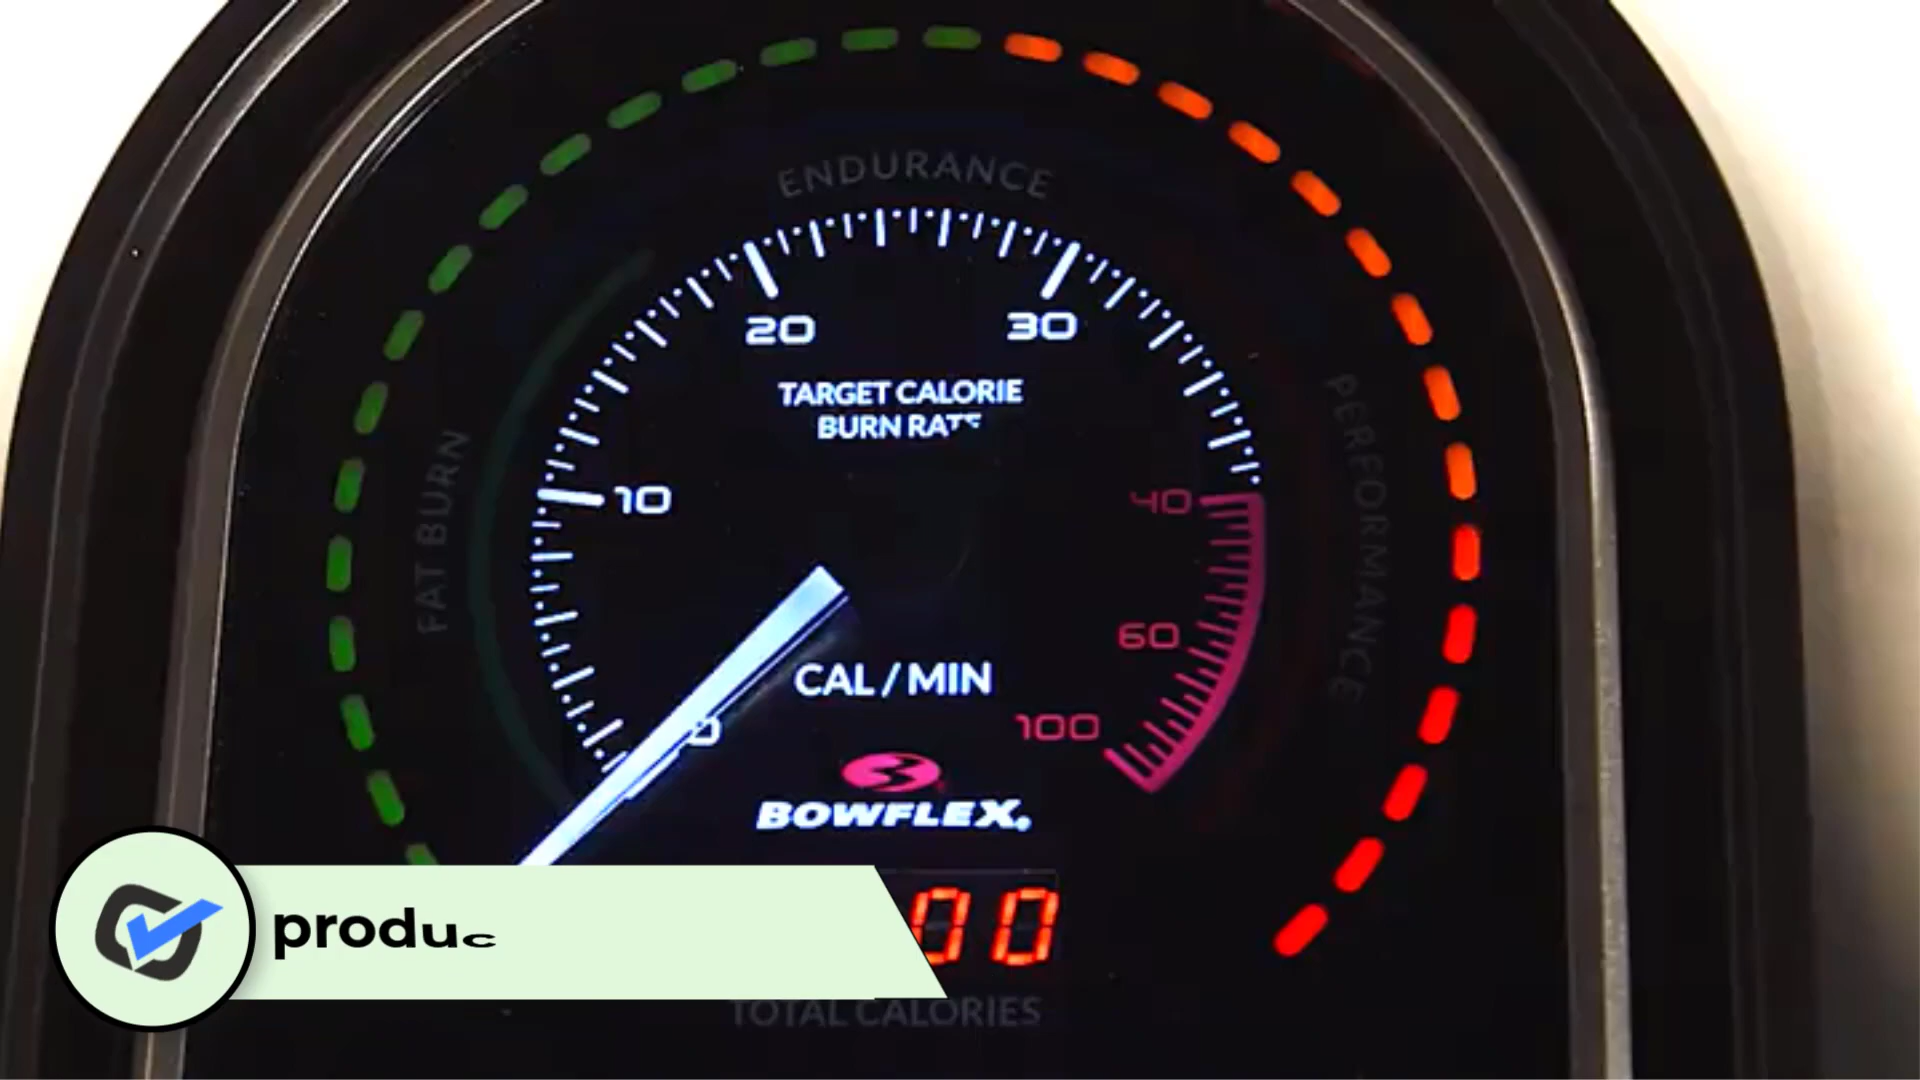 ENDURANCE
20
30
TARGET CALORIE
BURN RATE
FAT BURN
PERFORMANCE
10
40
60
CAL / MIN
0
100
BOWFLEX
00
produc
TOTAL CALORIES